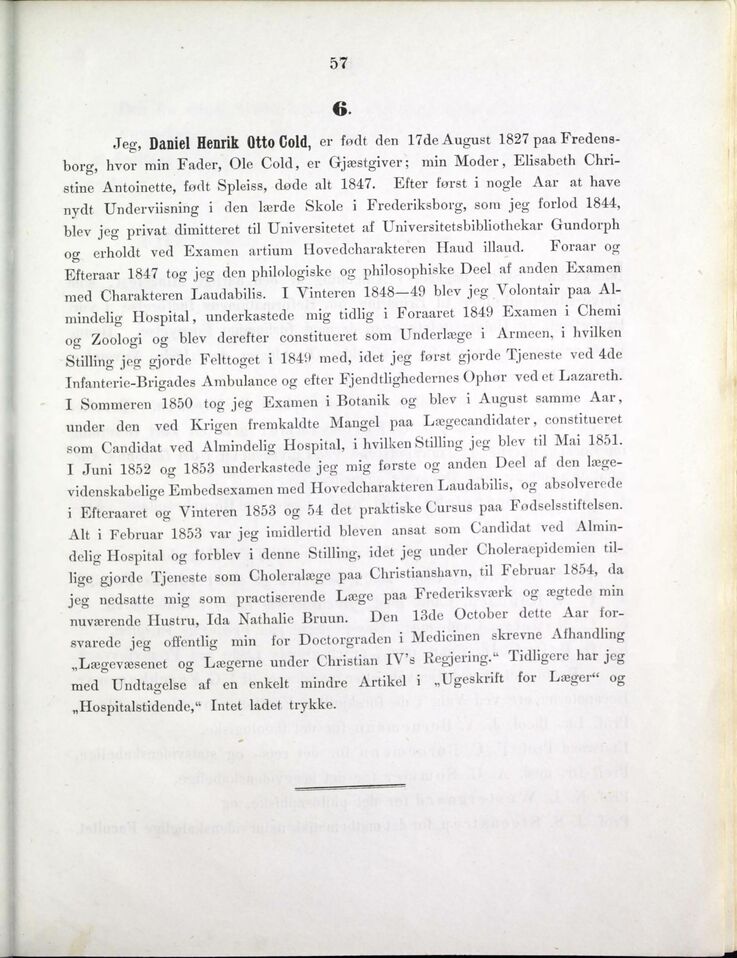 57
6.
Jeg, Daniel Henrik Otto Cold, er født den 17de August 1827 paa Fredens-
borg, hvor min Fader, Ole Cold, er Gjæstgiver; min Moder, Elisabeth Chri-
stine Antoinette, født Spleiss, døde alt 1847. Efter først i nogle Aar at have
nydt Underviisning i den lærde Skole i Frederiksborg, som jeg forlod 1844,
blev jeg privat dimitteret til Universitetet af Universitetsbibliothekar Gundorph
og erholdt ved Examen artium Hovedcharakteren Haud illaud. Foraar og
Efteraar 1847 tog jeg den philologiske og philosophiske Deel af anden Examen
med Charakteren Laudabilis. I Vinteren 1848—49 blev jeg Volontair paa Al-
mindelig Hospital, underkastede mig tidlig i Foraaret 1849 Examen i Chemi
og Zoologi og blev derefter constitueret som Underlæge i Armeen, i hvilken
Stilling jeg gjorde Felttoget i 1849 med, idet jeg først gjorde Tjeneste ved 4de
Infanterie-Brigades Ambulance og efter Fjendtlighedernes Ophør ved et Lazareth.
I Sommeren 1850 tog jeg Examen i Botanik og blev i August samme Aar,
under den ved Krigen fremkaldte Mangel paa Lægecandidater, constitueret
som Candidat ved Almindelig Hospital, i hvilken Stilling jeg blev til Mai 1851.
I Juni 1852 og 1853 underkastede jeg mig første og anden Deel af den læge-
videnskabelige Embedsexamen med Hovedcharakteren Laudabilis, og absolverede
i Efteraaret og Vinteren 1853 og 54 det praktiske Cursus paa Fødselsstiftelsen.
Alt i Februar 1853 var jeg imidlertid bleven ansat som Candidat ved Almin-
delig Hospital og forblev i denne Stilling, idet jeg under Choleraepidemien til-
lige gjorde Tjeneste som Choleralæge paa Christianshavn, til Februar 1854, da
jeg nedsatte mig som practiserende Læge paa Frederiksværk og ægtede min
nuværende Hustru, Ida Nathalie Bruun. Den 13de October dette Aar for-
svarede jeg offentlig min for Doctorgraden i Medicinen skrevne Afhandling
„Lægevæsenet og Lægerne under Christian IV's Regjering.“ Tidligere har jeg
med Undtagelse af en enkelt mindre Artikel i „Ugeskrift for Læger“ og
„Hospitalstidende,“ Intet ladet trykke.